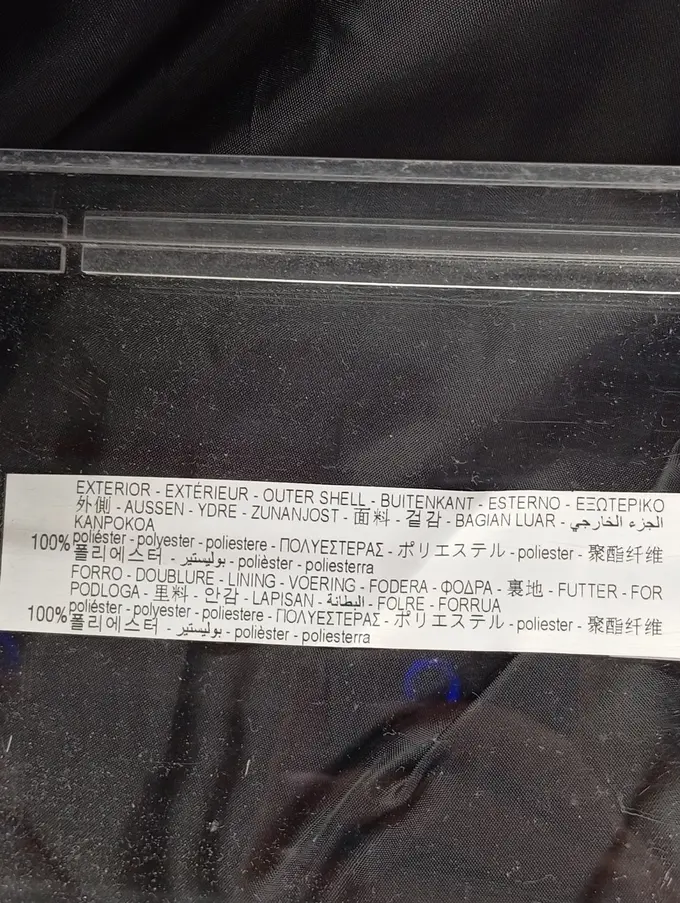 EXTERIOR - EXTÉRIEUR - OUTER SHELL - BUITENKANT - ESTERNO - ΕΞΩΤΕΡΙΚΟ
外側 - AUSSEN - YDRE - ZUNANJOST - 面料 - 겉감 - BAGIAN LUAR - الجزء الخارجي
KANPOKOA
100% poliéster - polyester - poliestere - ΠΟΛΥΕΣΤΕΡΑΣ - ポリエステル - poliester - 聚酯纤维
폴리에스터 - بوليستير - polièster - poliesterra
FORRO - DOUBLURE - LINING - VOERING - FODERA - ΦΟΔΡΑ - 裏地 - FUTTER - FOR
PODLOGA - 里料 - 안감 - LAPISAN - البطانة - FOLRE - FORRUA
100% poliéster - polyester - poliestere - ΠΟΛΥΕΣΤΕΡΑΣ - ポリエステル - poliester - 聚酯纤维
폴리에스터 - بوليستير - polièster - poliesterra